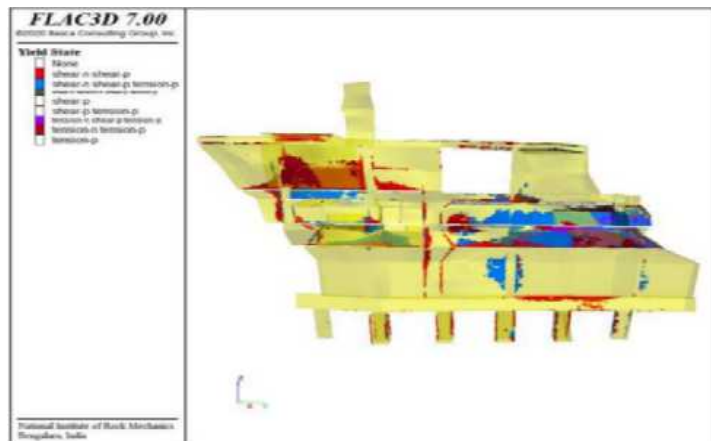 FLAC3D 7.00
©2020 Itasca Consulting Group, Inc.
Yield State
None
shear-n shear-p
shear-n shear-p tension-p
shear-p
shear-p tension-p
tension-n shear-p tension-p
tension-n tension-p
tension-p
National Institute of Rock Mechanics
Bengaluru, India